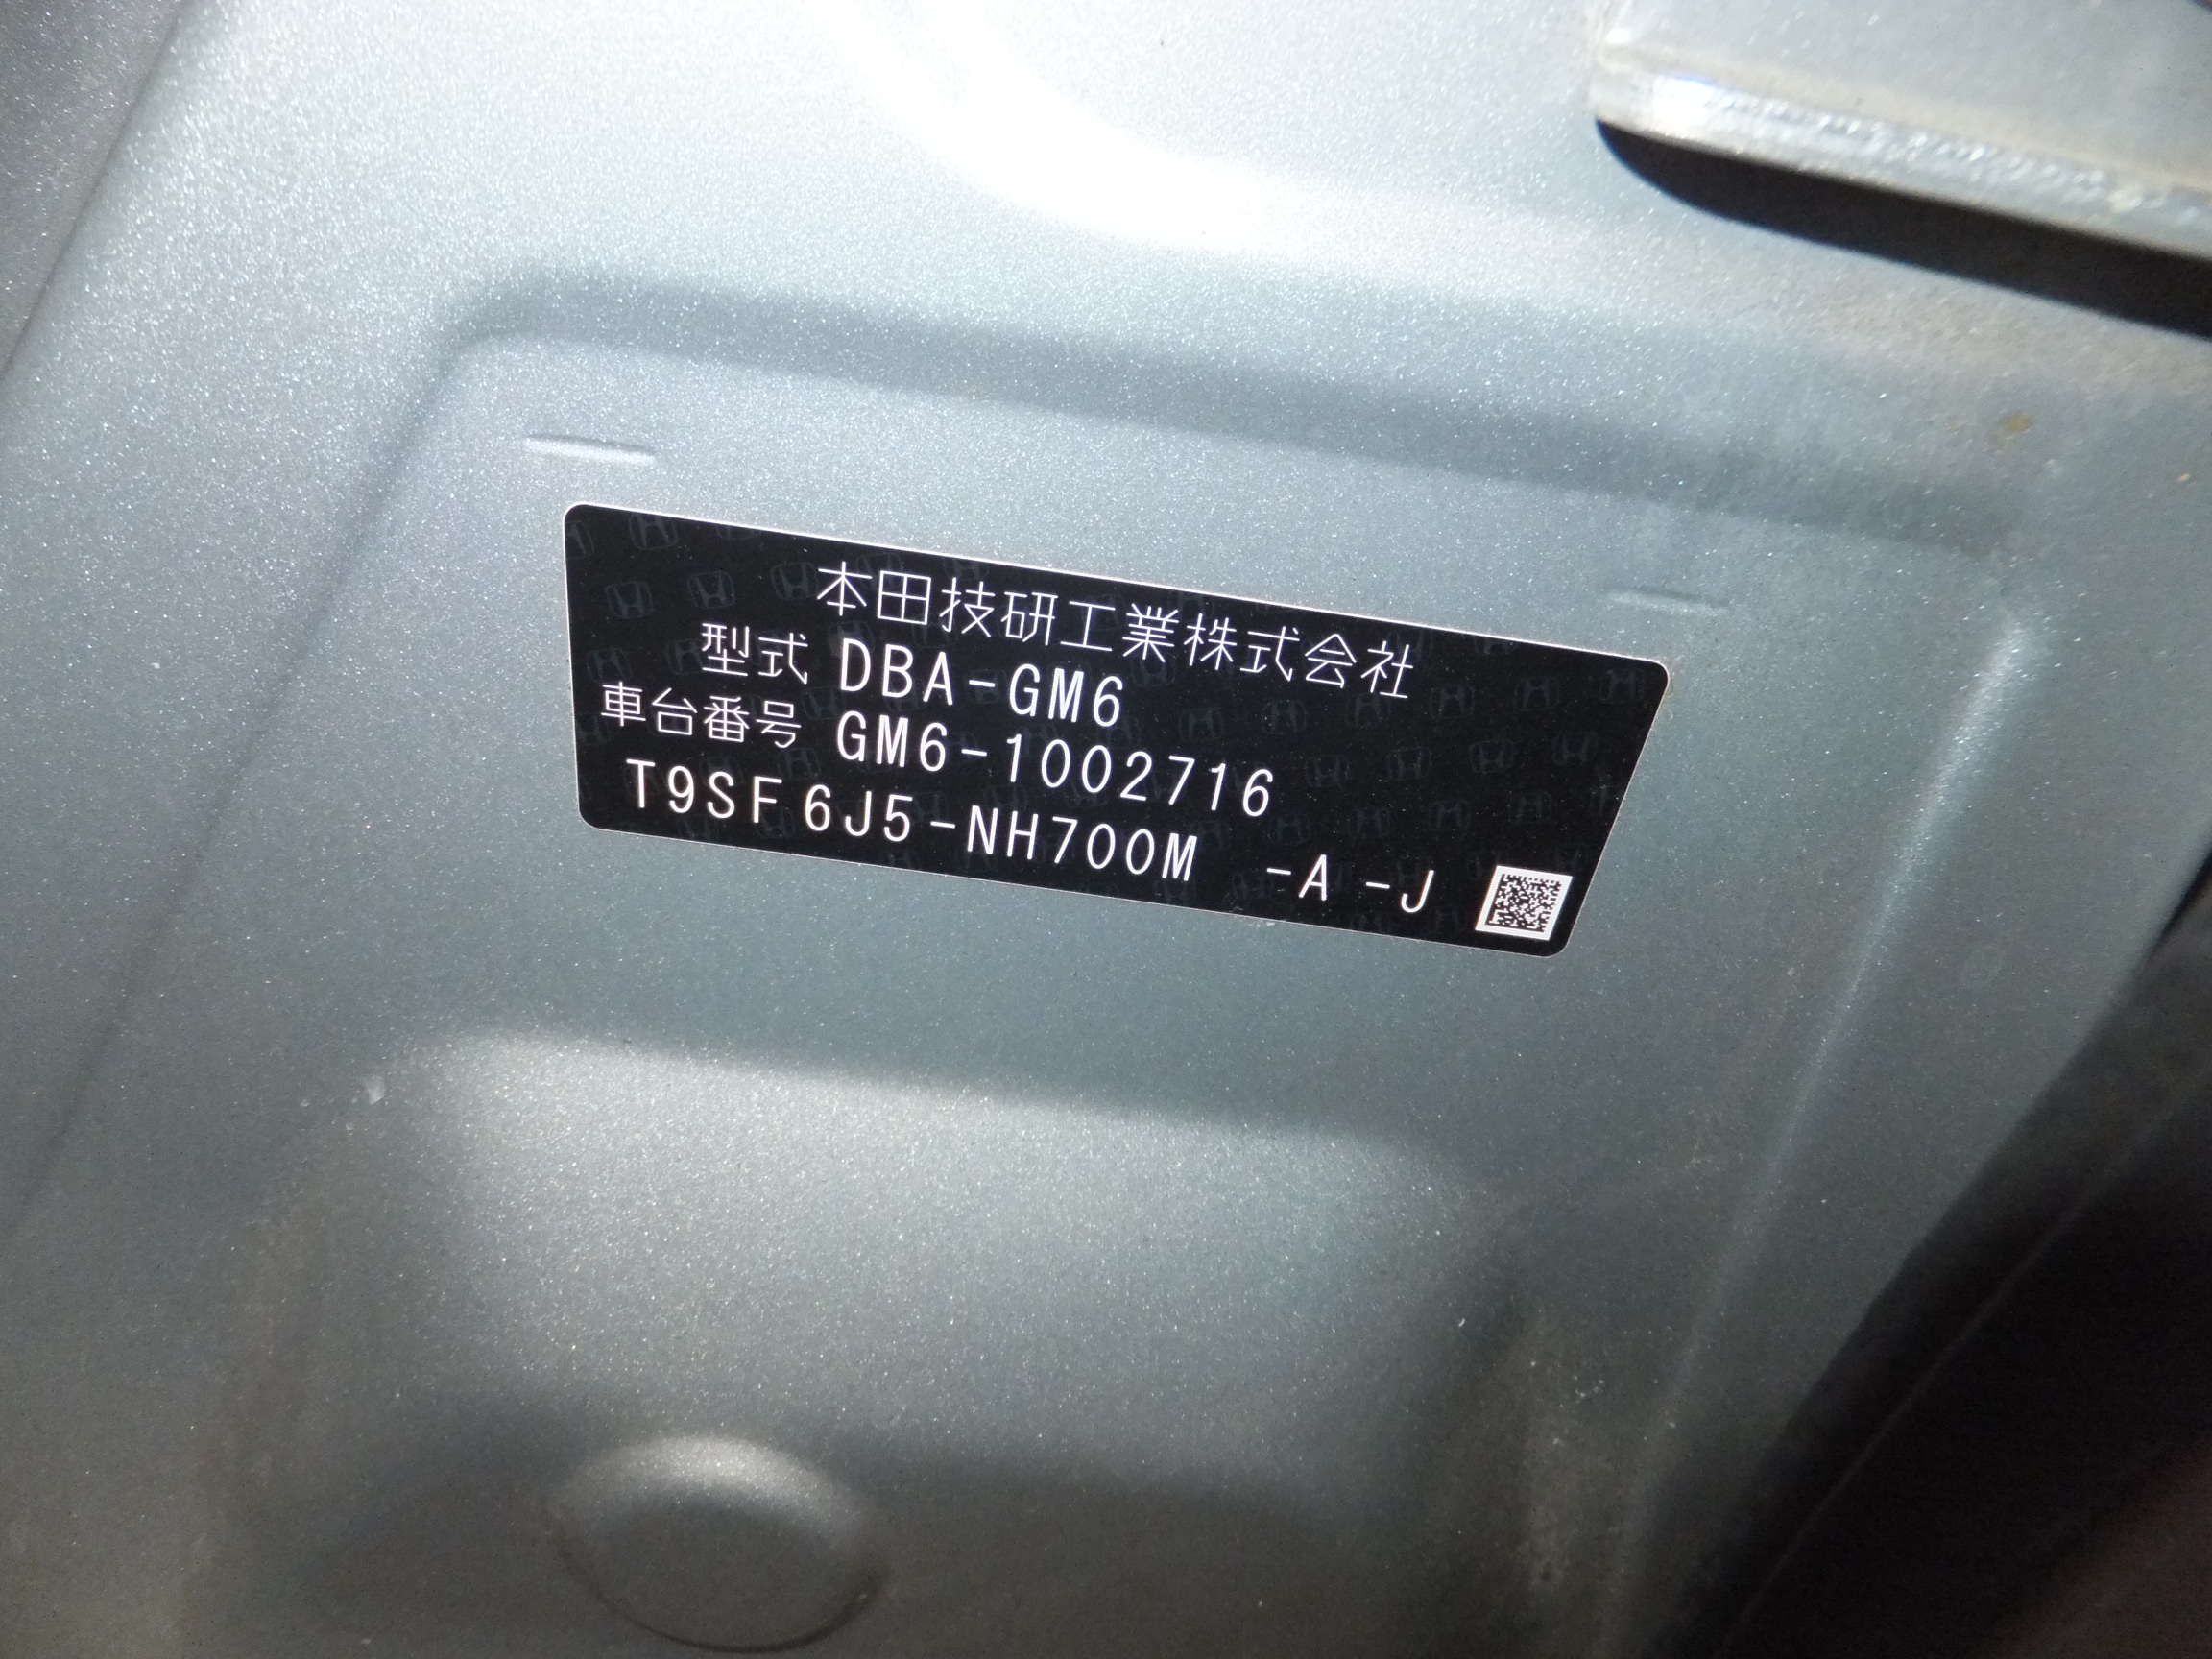 本田技研工業株式会社
型式 DBA-GM6
車台番号 GM6-1002716
T9SF6J5-NH700M -A -J